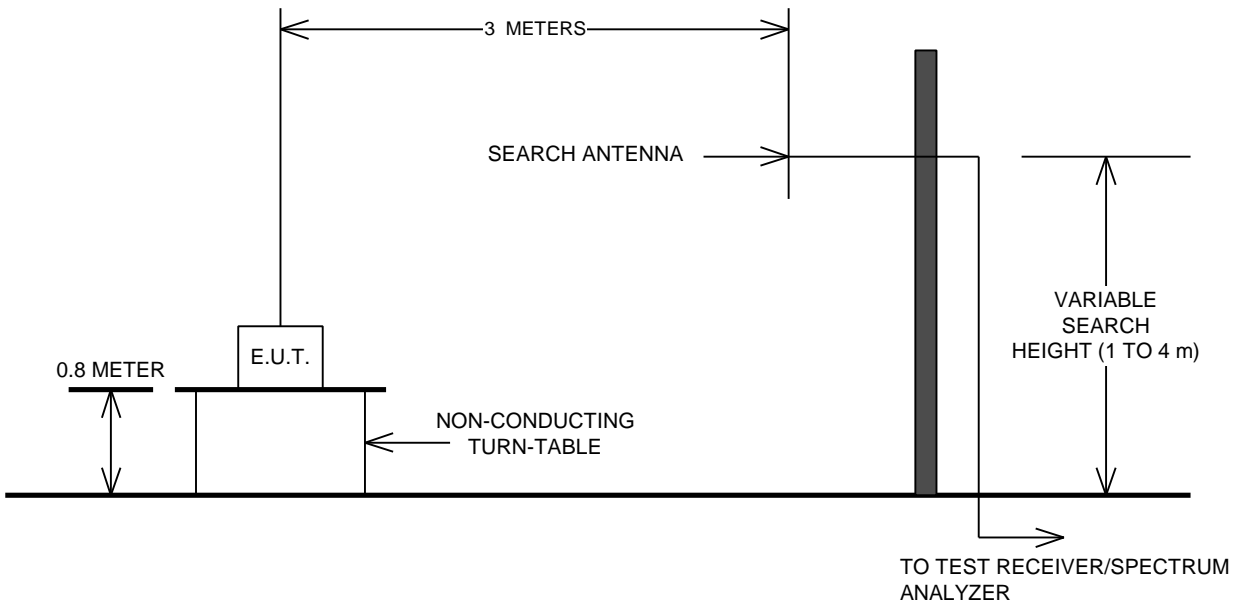 3 METERS
SEARCH ANTENNA
VARIABLE
SEARCH
HEIGHT (1 TO 4 m)
E.U.T.
0.8 METER
NON-CONDUCTING
TURN-TABLE
TO TEST RECEIVER/SPECTRUM
ANALYZER